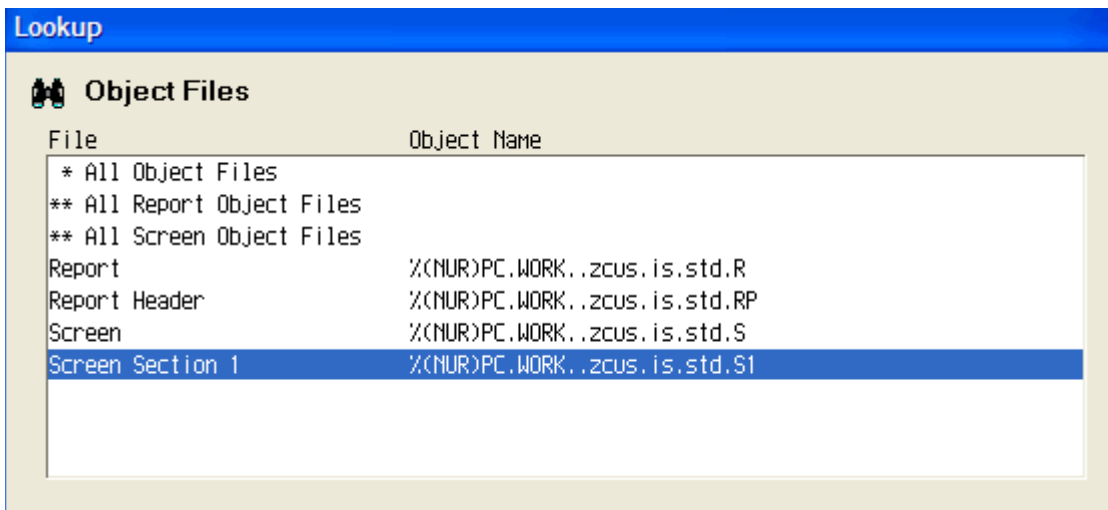 Lookup
Object Files
File Object Name
* All Object Files
** All Report Object Files
** All Screen Object Files
Report %(NUR)PC.WORK..zcus.is.std.R
Report Header %(NUR)PC.WORK..zcus.is.std.RP
Screen %(NUR)PC.WORK..zcus.is.std.S
Screen Section 1 %(NUR)PC.WORK..zcus.is.std.S1